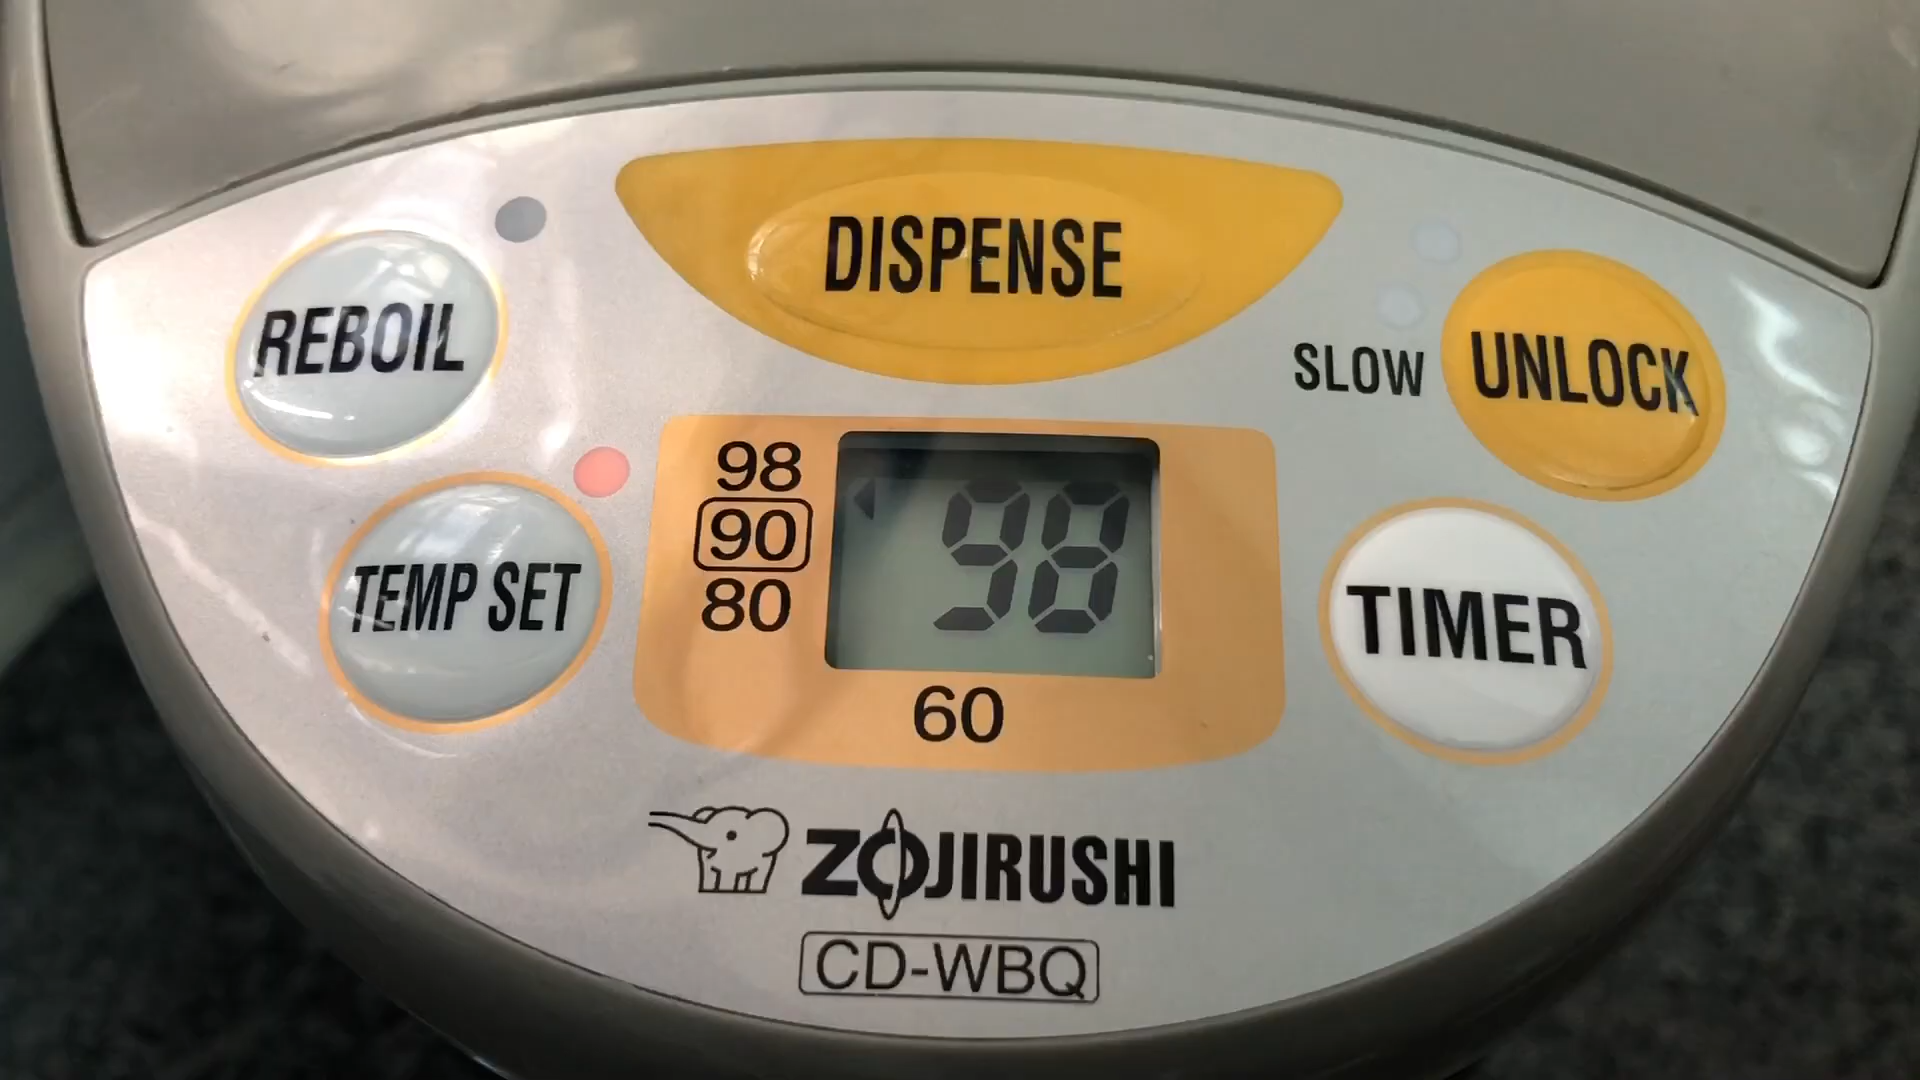 DISPENSE
REBOIL
SLOW
UNLOCK
98
90
80
98
TEMP SET
TIMER
60
ZOJIRUSHI
CD-WBQ